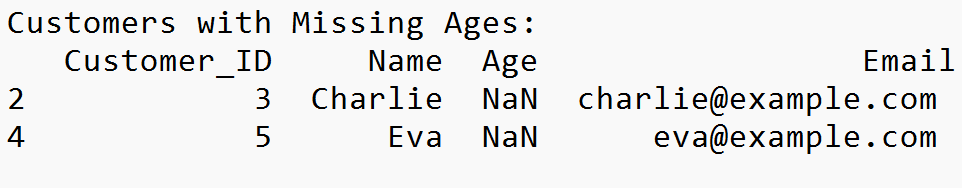 Customers with Missing Ages:
   Customer_ID     Name  Age                 Email
2            3  Charlie  NaN  charlie@example.com
4            5      Eva  NaN      eva@example.com